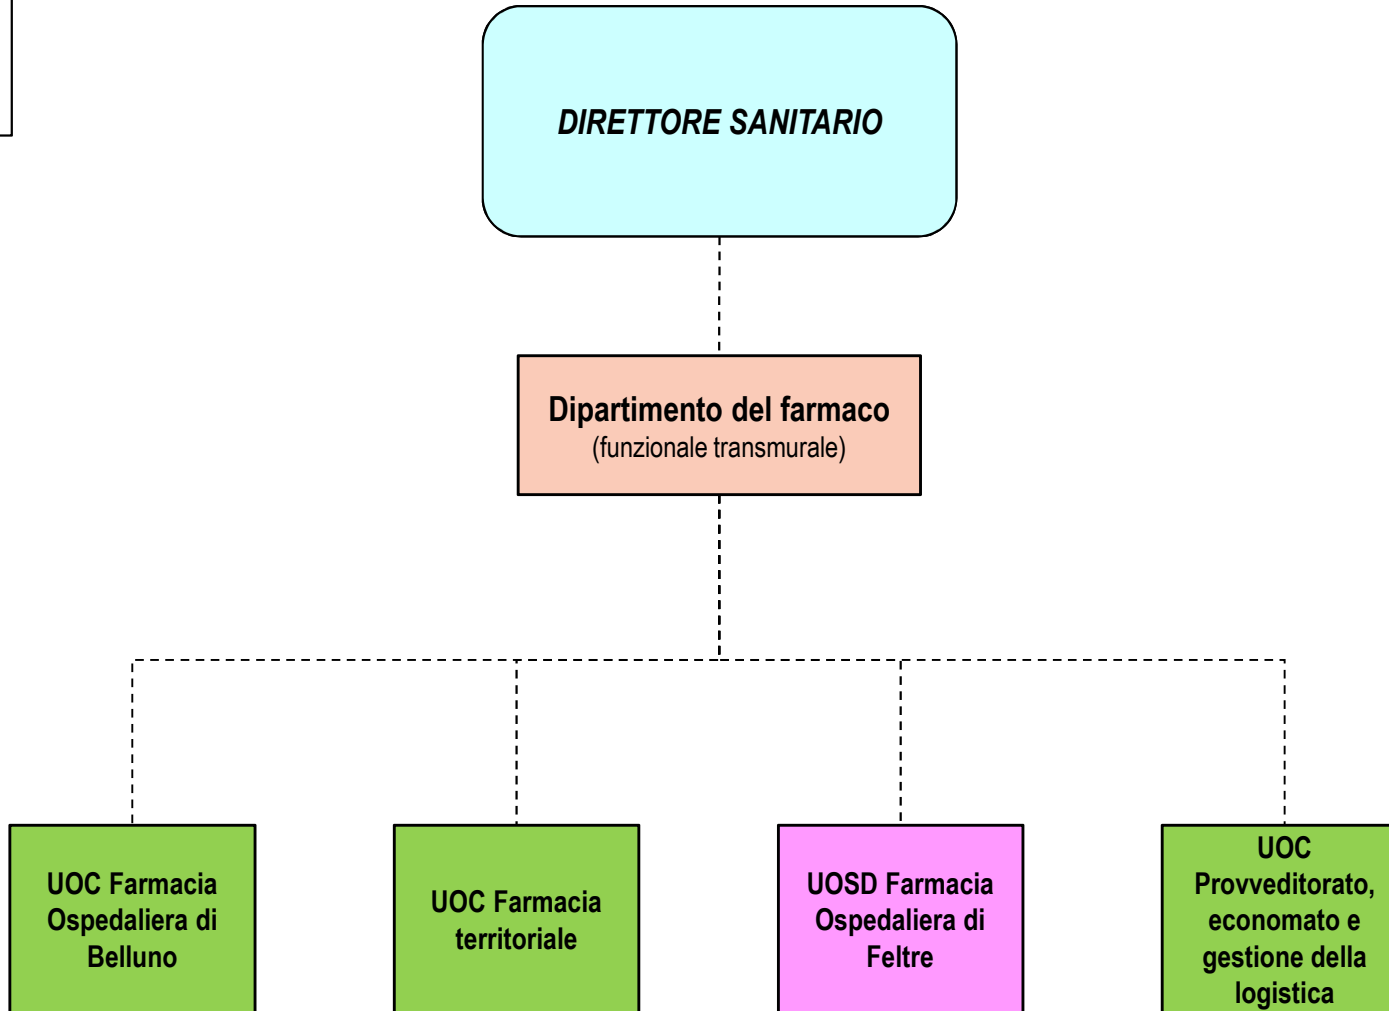 DIRETTORE SANITARIO
Dipartimento del farmaco
(funzionale transmurale)
UOC Farmacia
Ospedaliera di
Belluno
UOC Farmacia
territoriale
UOSD Farmacia
Ospedaliera di
Feltre
UOC
Provveditorato,
economato e
gestione della
logistica